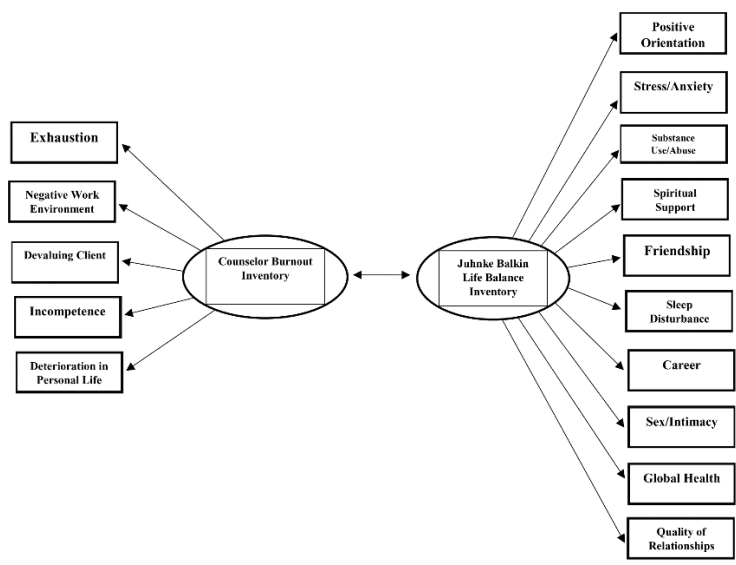 Exhaustion
Negative Work
Environment
Devaluing Client
Incompetence
Deterioration in
Personal Life
Counselor Burnout
Inventory
Juhnke Balkin
Life Balance
Inventory
Positive
Orientation
Stress/Anxiety
Substance
Use/Abuse
Spiritual
Support
Friendship
Sleep
Disturbance
Career
Sex/Intimacy
Global Health
Quality of
Relationships